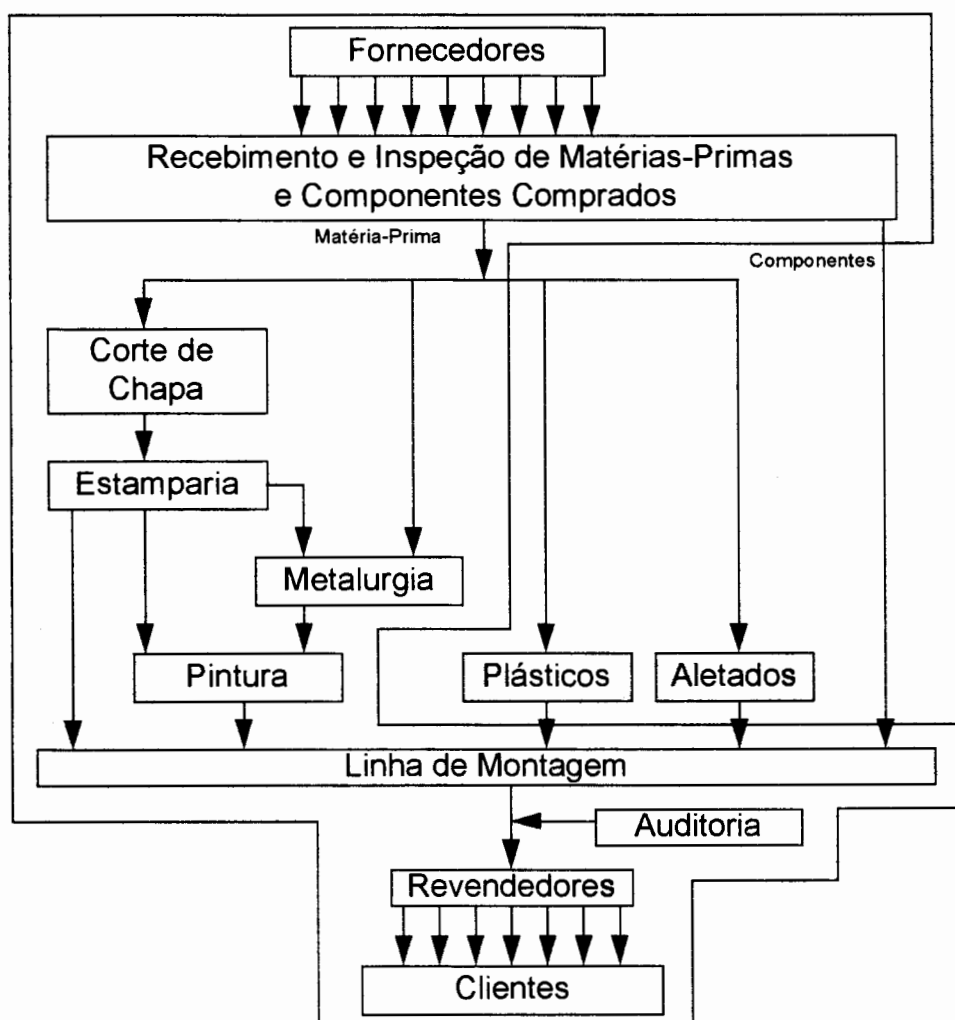 Fornecedores
Recebimento e Inspeção de Matérias-Primas
e Componentes Comprados
Matéria-Prima
Componentes
Corte de
Chapa
Estamparia
Metalurgia
Pintura
Plásticos
Aletados
Linha de Montagem
Auditoria
Revendedores
Clientes